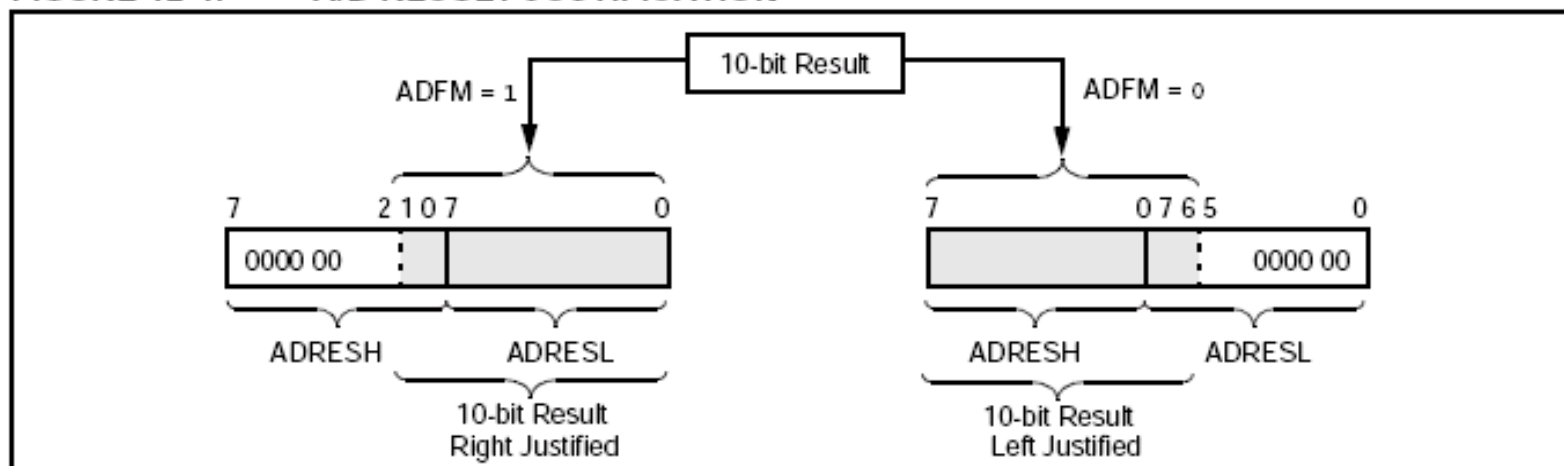 10-bit Result
ADFM = 1
ADFM = 0
7 2 1 0 7 0
7 0 7 6 5 0
0000 00
0000 00
ADRESH ADRESL
ADRESH ADRESL
10-bit Result
Right Justified
10-bit Result
Left Justified